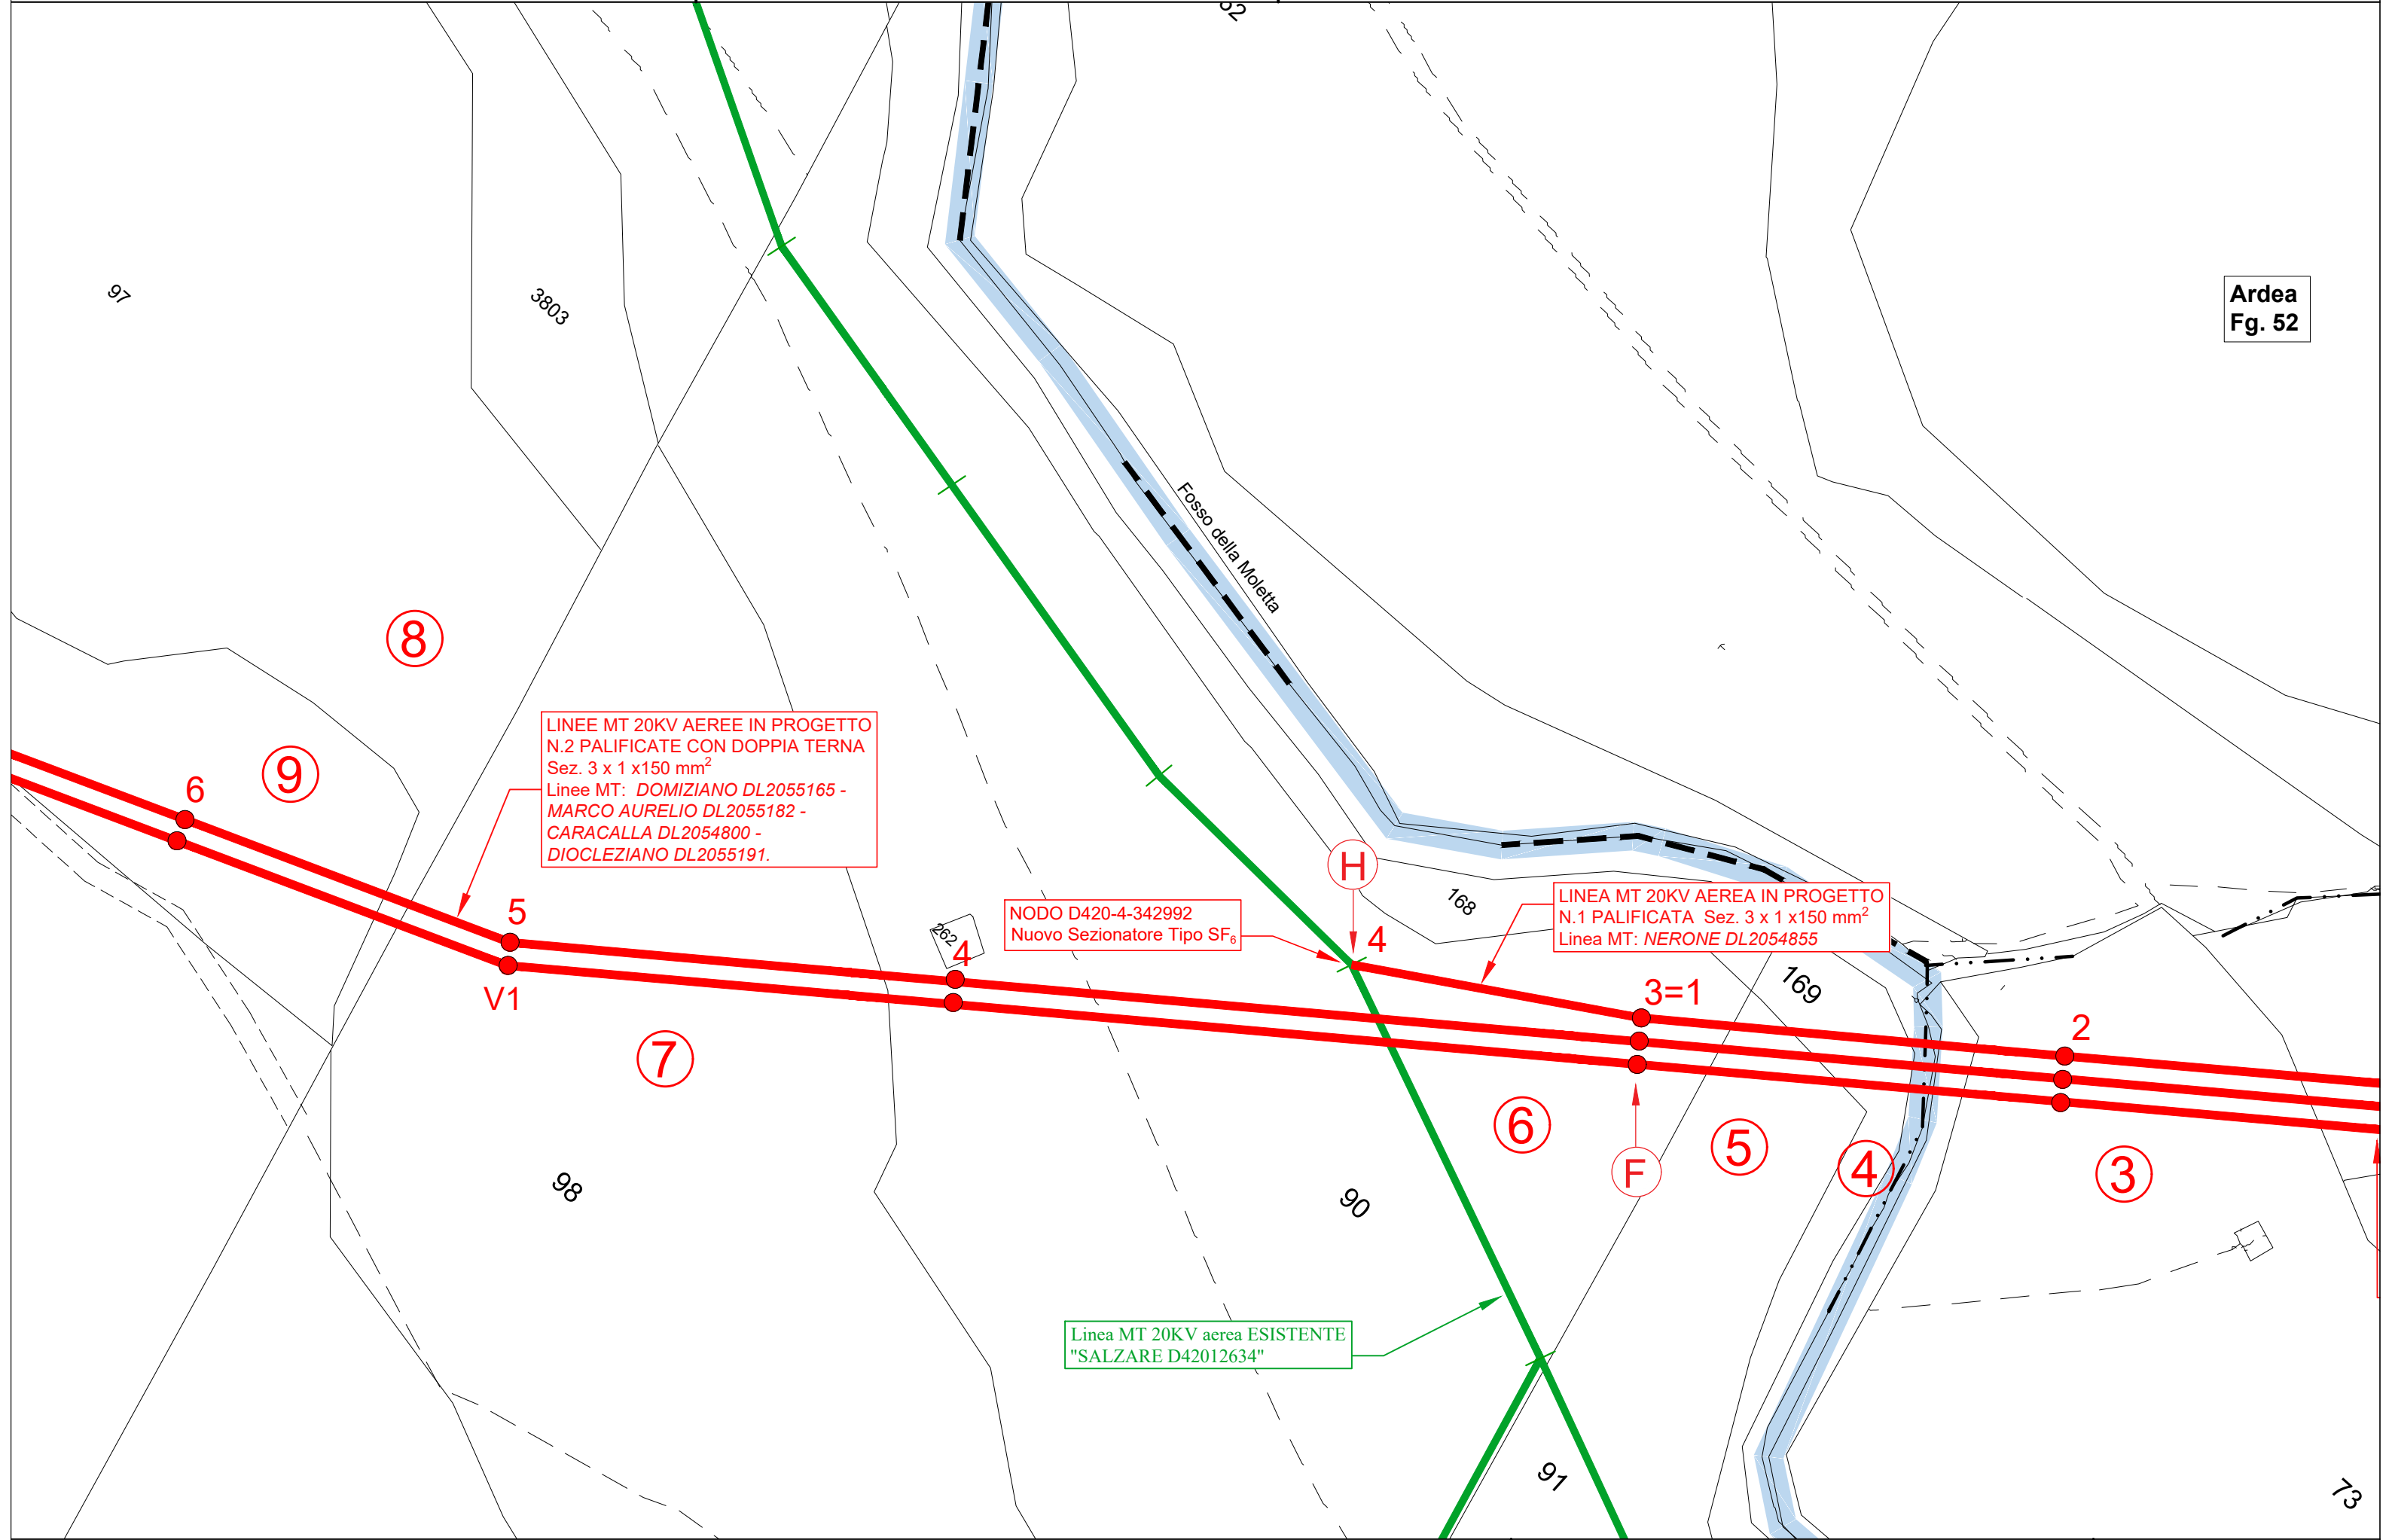 97
3803
Ardea
Fg. 52
Fosso della Moletta
8
9
6
LINEE MT 20KV AEREE IN PROGETTO
N.2 PALIFICATE CON DOPPIA TERNA
Sez. 3 x 1 x150 mm²
Linee MT: DOMIZIANO DL2055165 -
MARCO AURELIO DL2055182 -
CARACALLA DL2054800 -
DIOCLEZIANO DL2055191.
5
V1
262
4
NODO D420-4-342992
Nuovo Sezionatore Tipo SF₆
H
4
168
LINEA MT 20KV AEREA IN PROGETTO
N.1 PALIFICATA Sez. 3 x 1 x150 mm²
Linea MT: NERONE DL2054855
169
3=1
2
7
6
5
4
3
F
98
90
Linea MT 20KV aerea ESISTENTE
"SALZARE D42012634"
91
73